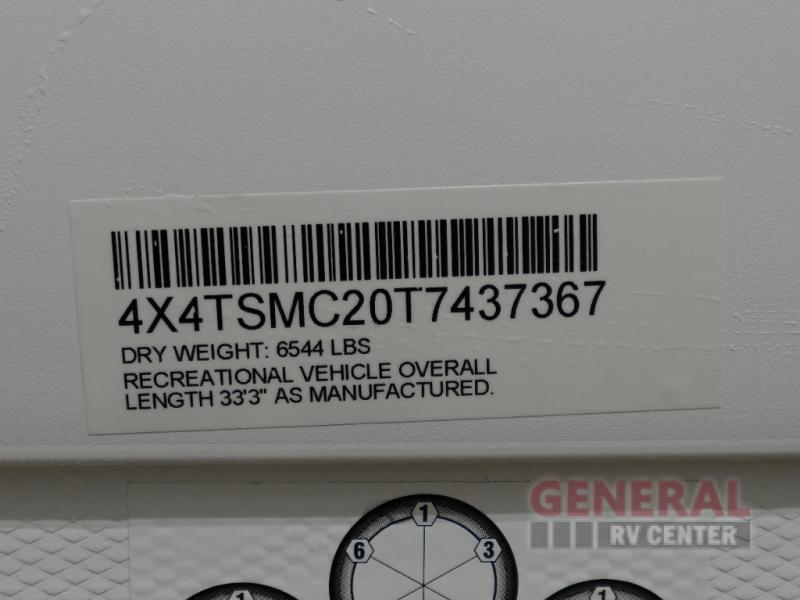 4X4TSMC20T7437367
DRY WEIGHT: 6544 LBS
RECREATIONAL VEHICLE OVERALL
LENGTH 33'3" AS MANUFACTURED.
GENERAL
RV CENTER
1
6 3
1 1